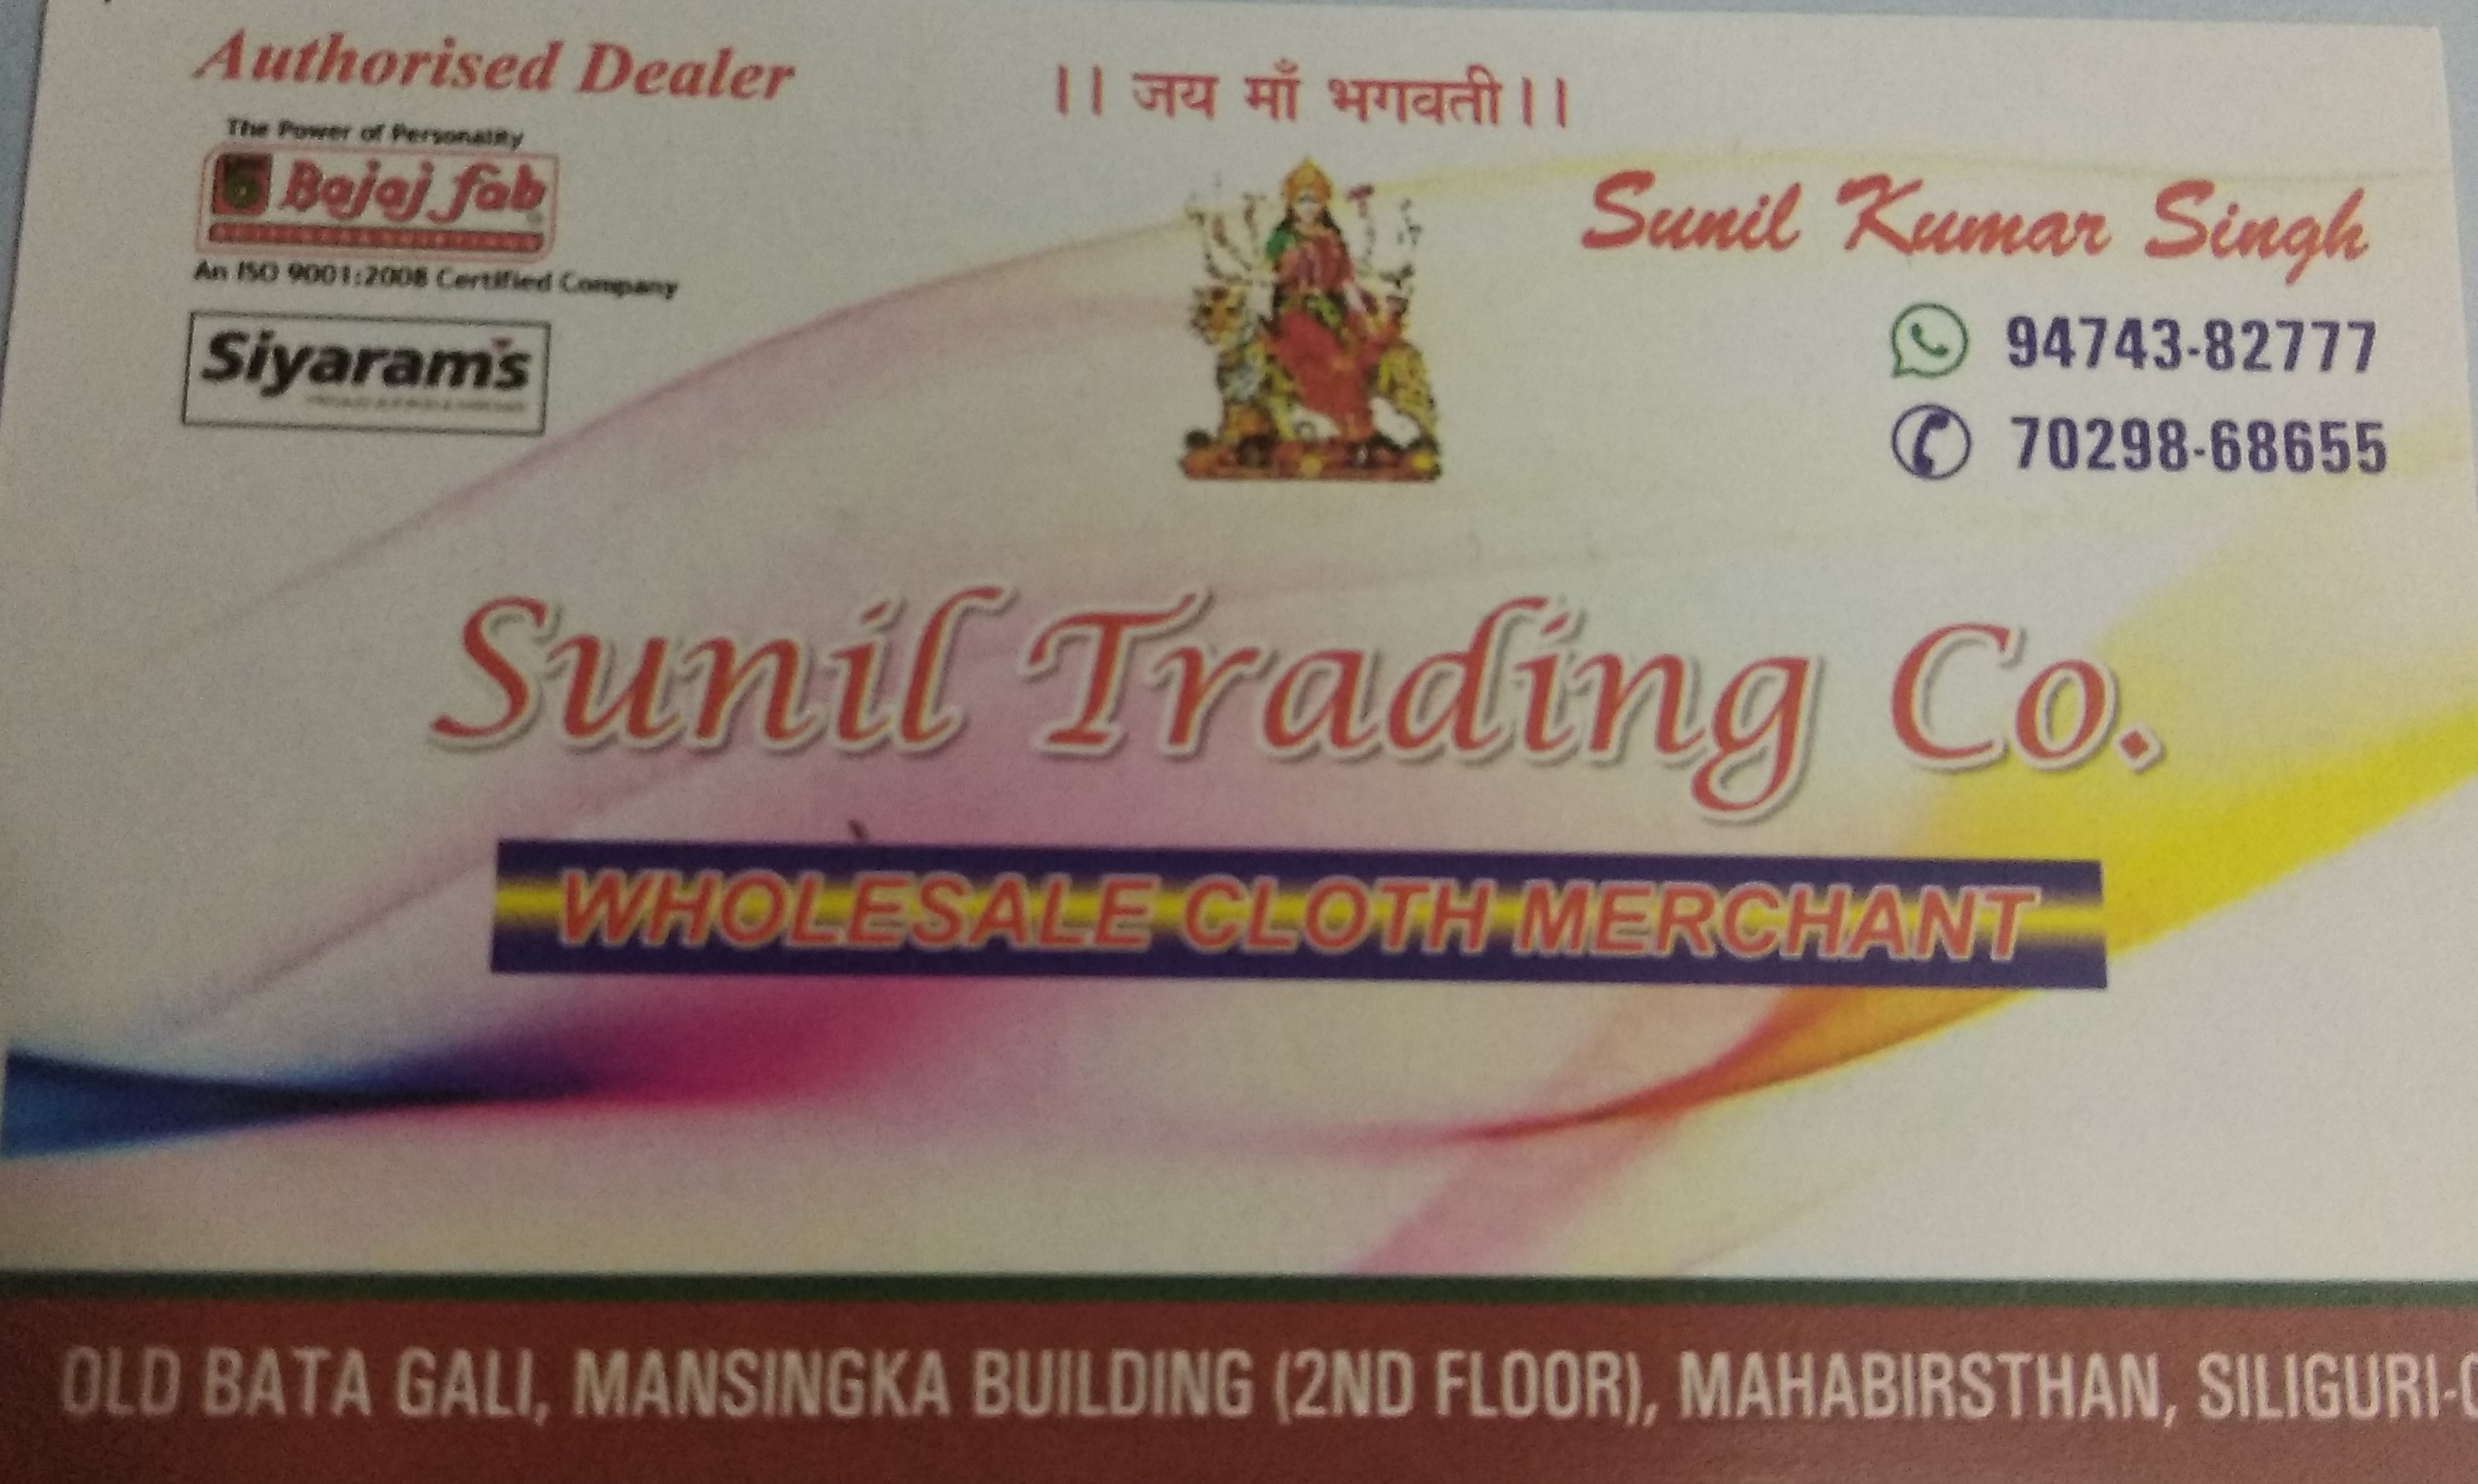 Authorised Dealer
।। जय माँ भगवती।।
The Power of Personality
Bajaj fab
An ISO 9001:2008 Certified Company
Siyaram's
Sunil Kumar Singh
94743-82777
70298-68655
Sunil Trading Co.
WHOLESALE CLOTH MERCHANT
OLD BATA GALI, MANSINGKA BUILDING (2ND FLOOR), MAHABIRSTHAN, SILIGURI-